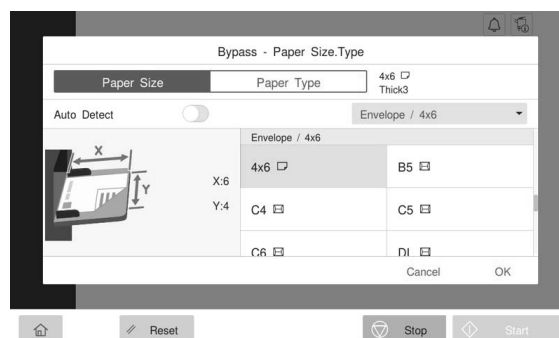 Bypass - Paper Size.Type
Paper Size
Paper Type
4x6
Thick3
Auto Detect
Envelope / 4x6
Envelope / 4x6
X
Y
X:6
Y:4
4x6
B5
C4
C5
C6
DL
Cancel
OK
Reset
Stop
Start